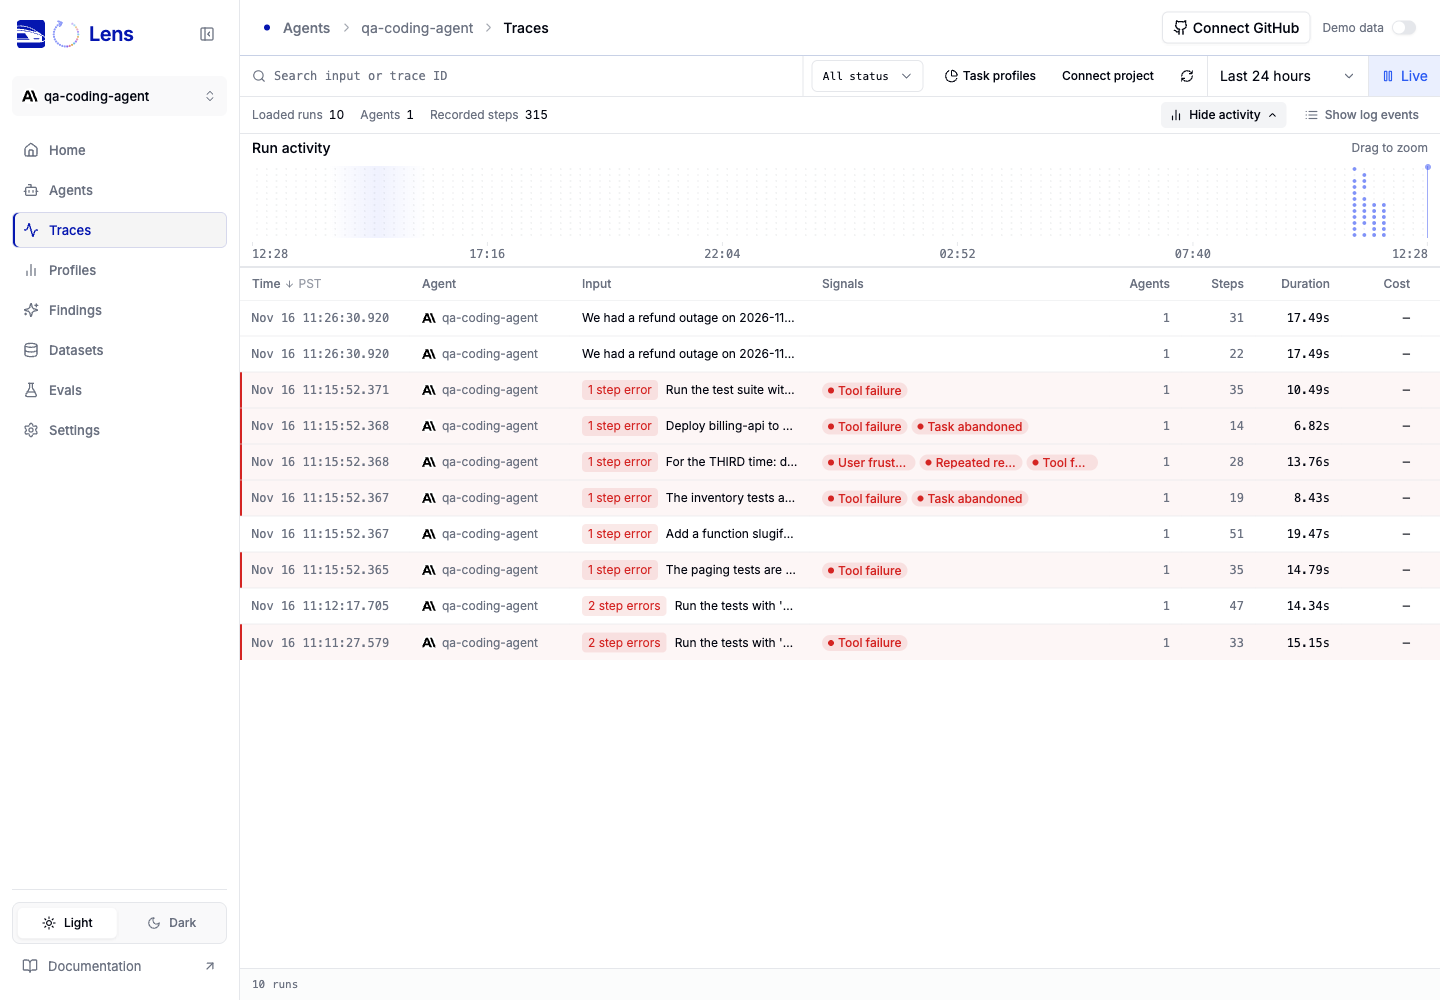 Lens
Agents > qa-coding-agent > Traces
Connect GitHub
Demo data
qa-coding-agent
Home
Agents
Traces
Profiles
Findings
Datasets
Evals
Settings
Light
Dark
Documentation
Search input or trace ID
All status
Task profiles
Connect project
Last 24 hours
Live
Loaded runs 10 Agents 1 Recorded steps 315
Hide activity
Show log events
Run activity
Drag to zoom
12:28 17:16 22:04 02:52 07:40 12:28
Time ↓ PST Agent Input Signals Agents Steps Duration Cost
Nov 16 11:26:30.920 qa-coding-agent We had a refund outage on 2026-11... 1 31 17.49s –
Nov 16 11:26:30.920 qa-coding-agent We had a refund outage on 2026-11... 1 22 17.49s –
Nov 16 11:15:52.371 qa-coding-agent 1 step error Run the test suite wit... Tool failure 1 35 10.49s –
Nov 16 11:15:52.368 qa-coding-agent 1 step error Deploy billing-api to ... Tool failure Task abandoned 1 14 6.82s –
Nov 16 11:15:52.368 qa-coding-agent 1 step error For the THIRD time: d... User frust... Repeated re... Tool f... 1 28 13.76s –
Nov 16 11:15:52.367 qa-coding-agent 1 step error The inventory tests a... Tool failure Task abandoned 1 19 8.43s –
Nov 16 11:15:52.367 qa-coding-agent 1 step error Add a function slugif... 1 51 19.47s –
Nov 16 11:15:52.365 qa-coding-agent 1 step error The paging tests are ... Tool failure 1 35 14.79s –
Nov 16 11:12:17.705 qa-coding-agent 2 step errors Run the tests with '... 1 47 14.34s –
Nov 16 11:11:27.579 qa-coding-agent 2 step errors Run the tests with '... Tool failure 1 33 15.15s –
10 runs